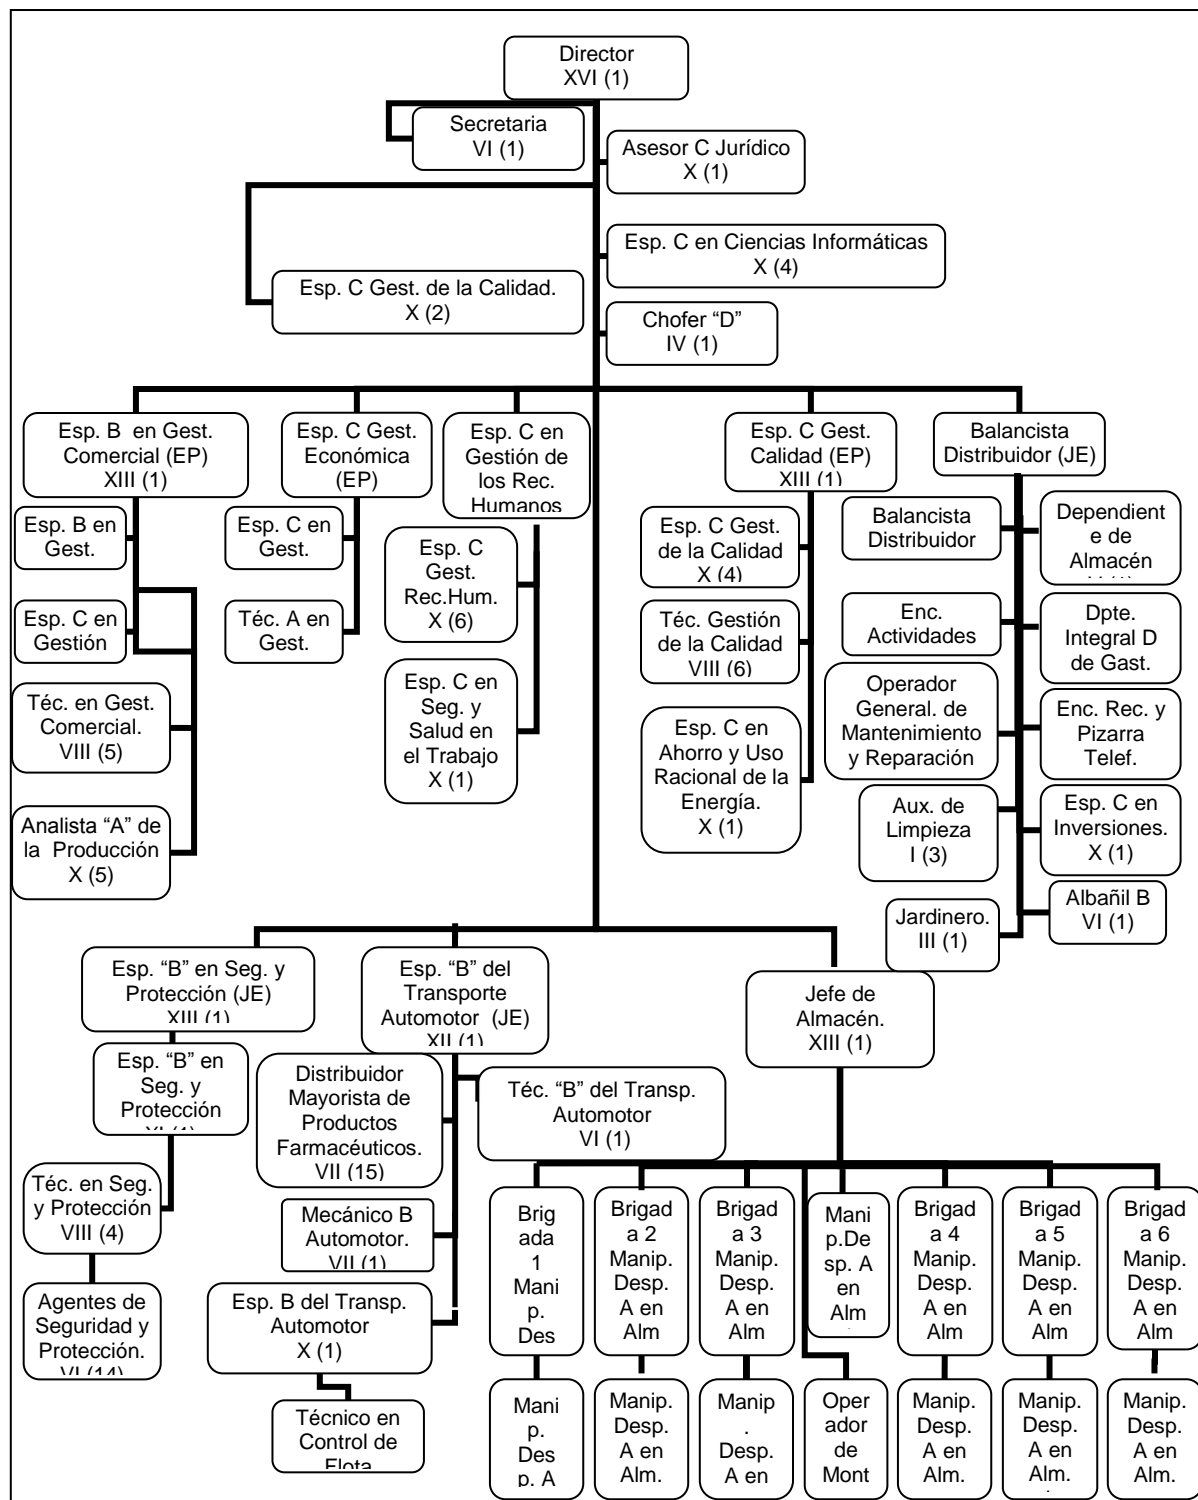 Director
XVI (1)
Secretaria
VI (1)
Asesor C Jurídico
X (1)
Esp. C en Ciencias Informáticas
X (4)
Esp. C Gest. de la Calidad.
X (2)
Chofer “D”
IV (1)
Esp. B en Gest.
Comercial (EP)
XIII (1)
Esp. C Gest.
Económica
(EP)
Esp. C en
Gestión de
los Rec.
Humanos
Esp. C Gest.
Calidad (EP)
XIII (1)
Balancista
Distribuidor (JE)
Esp. B en
Gest.
Esp. C en
Gestión
Téc. en Gest.
Comercial.
VIII (5)
Analista “A” de
la Producción
X (5)
Esp. C en
Gest.
Téc. A en
Gest.
Esp. C
Gest.
Rec.Hum.
X (6)
Esp. C en
Seg. y
Salud en
el Trabajo
X (1)
Esp. C Gest.
de la Calidad
X (4)
Téc. Gestión
de la Calidad
VIII (6)
Esp. C en
Ahorro y Uso
Racional de la
Energía.
X (1)
Balancista
Distribuidor
Dependient
e de
Almacén
Enc.
Actividades
Dpte.
Integral D
de Gast.
Operador
General. de
Mantenimiento
y Reparación
Enc. Rec. y
Pizarra
Telef.
Aux. de
Limpieza
I (3)
Esp. C en
Inversiones.
X (1)
Jardinero.
III (1)
Albañil B
VI (1)
Esp. “B” en Seg. y
Protección (JE)
XIII (1)
Esp. “B” en
Seg. y
Protección
XI (1)
Téc. en Seg.
y Protección
VIII (4)
Agentes de
Seguridad y
Protección.
VI (14)
Esp. “B” del
Transporte
Automotor (JE)
XII (1)
Distribuidor
Mayorista de
Productos
Farmacéuticos.
VII (15)
Téc. “B” del Transp.
Automotor
VI (1)
Mecánico B
Automotor.
VII (1)
Esp. B del Transp.
Automotor
X (1)
Técnico en
Control de
Flota
Jefe de
Almacén.
XIII (1)
Brig
ada
1
Mani
p.
Des
Brigad
a 2
Manip.
Desp.
A en
Alm
Brigad
a 3
Manip.
Desp.
A en
Alm
Mani
p.De
sp. A
en
Alm
Brigad
a 4
Manip.
Desp.
A en
Alm
Brigad
a 5
Manip.
Desp.
A en
Alm
Brigad
a 6
Manip.
Desp.
A en
Alm
Mani
p.
Des
p. A
Manip.
Desp.
A en
Alm.
Manip
.
Desp.
A en
Oper
ador
de
Mont
Manip.
Desp.
A en
Alm.
Manip.
Desp.
A en
Alm.
Manip.
Desp.
A en
Alm.